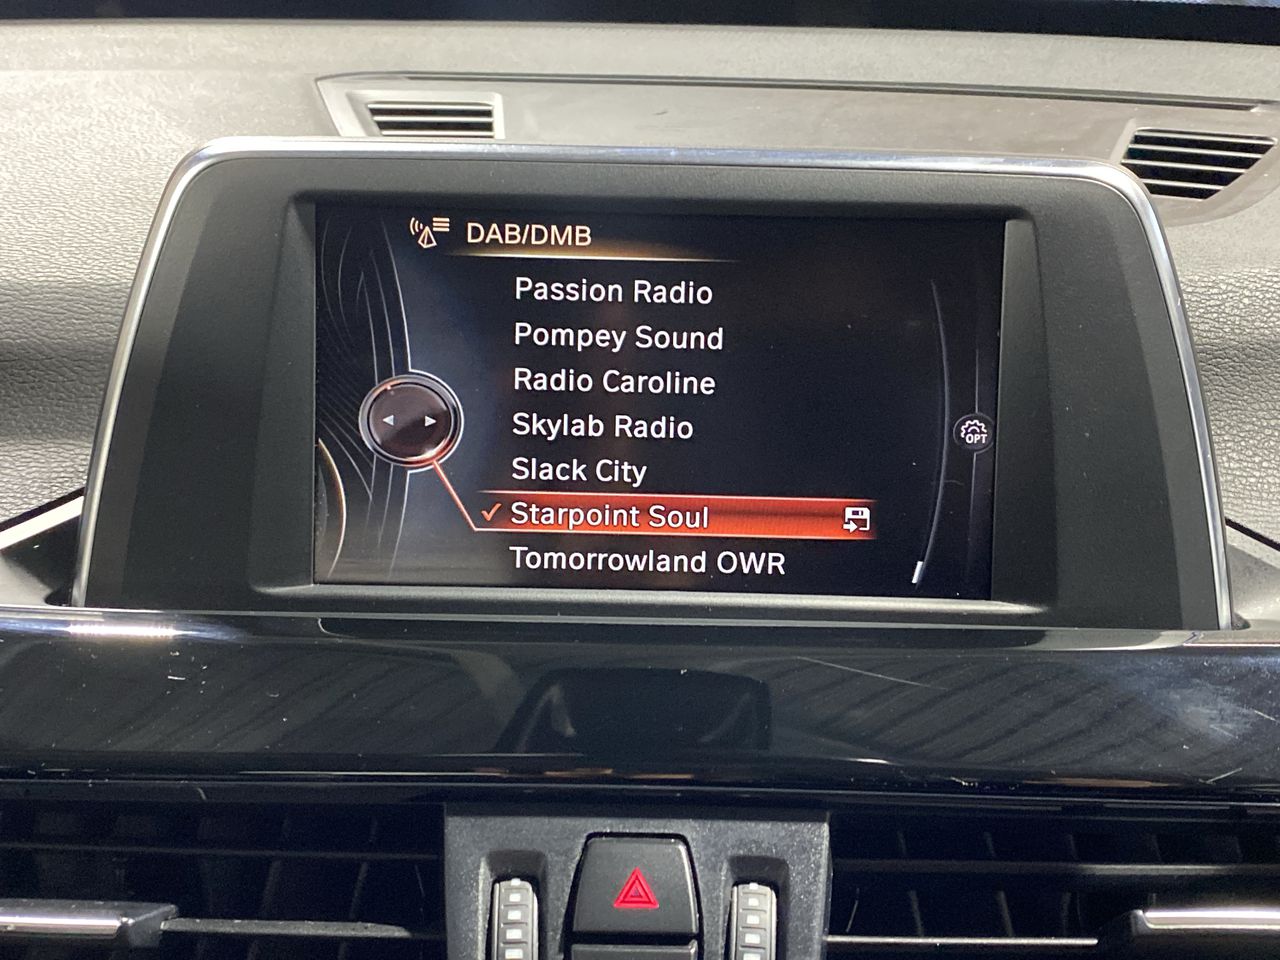 DAB/DMB
Passion Radio
Pompey Sound
Radio Caroline
Skylab Radio
Slack City
Starpoint Soul
Tomorrowland OWR
OPT